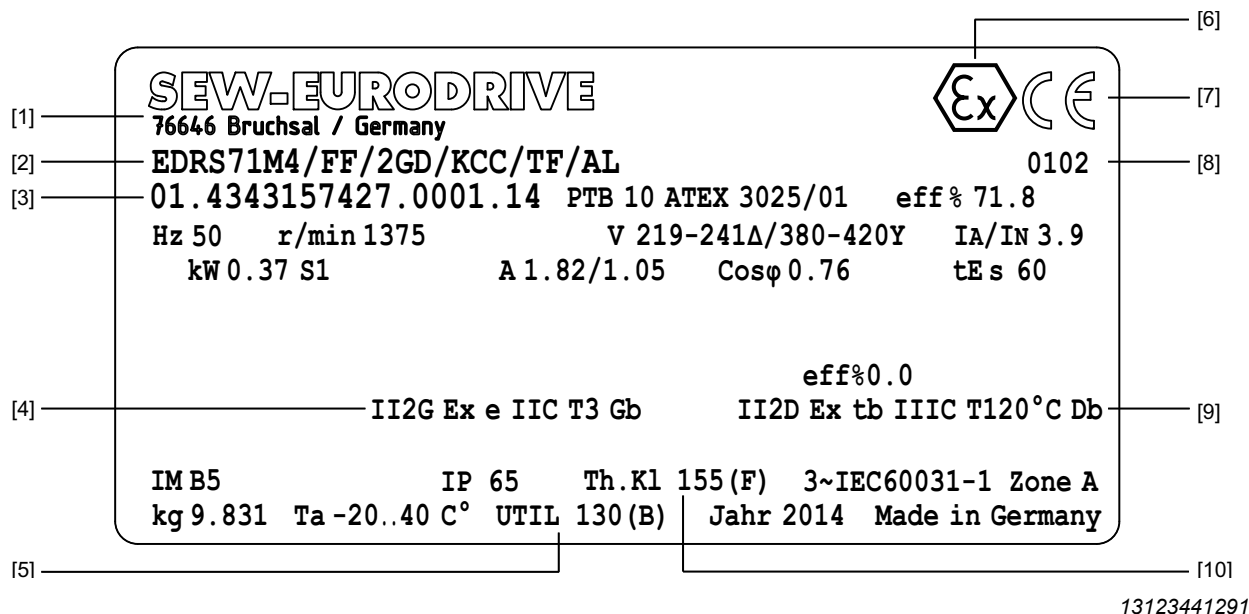 [6]
SEW-EURODRIVE Ex CE [7]
[1] 76646 Bruchsal / Germany
[2] EDRS71M4/FF/2GD/KCC/TF/AL 0102 [8]
[3] 01.4343157427.0001.14 PTB 10 ATEX 3025/01 eff% 71.8
Hz 50 r/min 1375 V 219-241Δ/380-420Y IA/IN 3.9
kW 0.37 S1 A 1.82/1.05 Cosφ 0.76 tE s 60
eff%0.0
[4] II2G Ex e IIC T3 Gb II2D Ex tb IIIC T120°C Db [9]
IM B5 IP 65 Th.Kl 155(F) 3~IEC60031-1 Zone A
kg 9.831 Ta -20..40 C° UTIL 130(B) Jahr 2014 Made in Germany
[5] [10]
13123441291